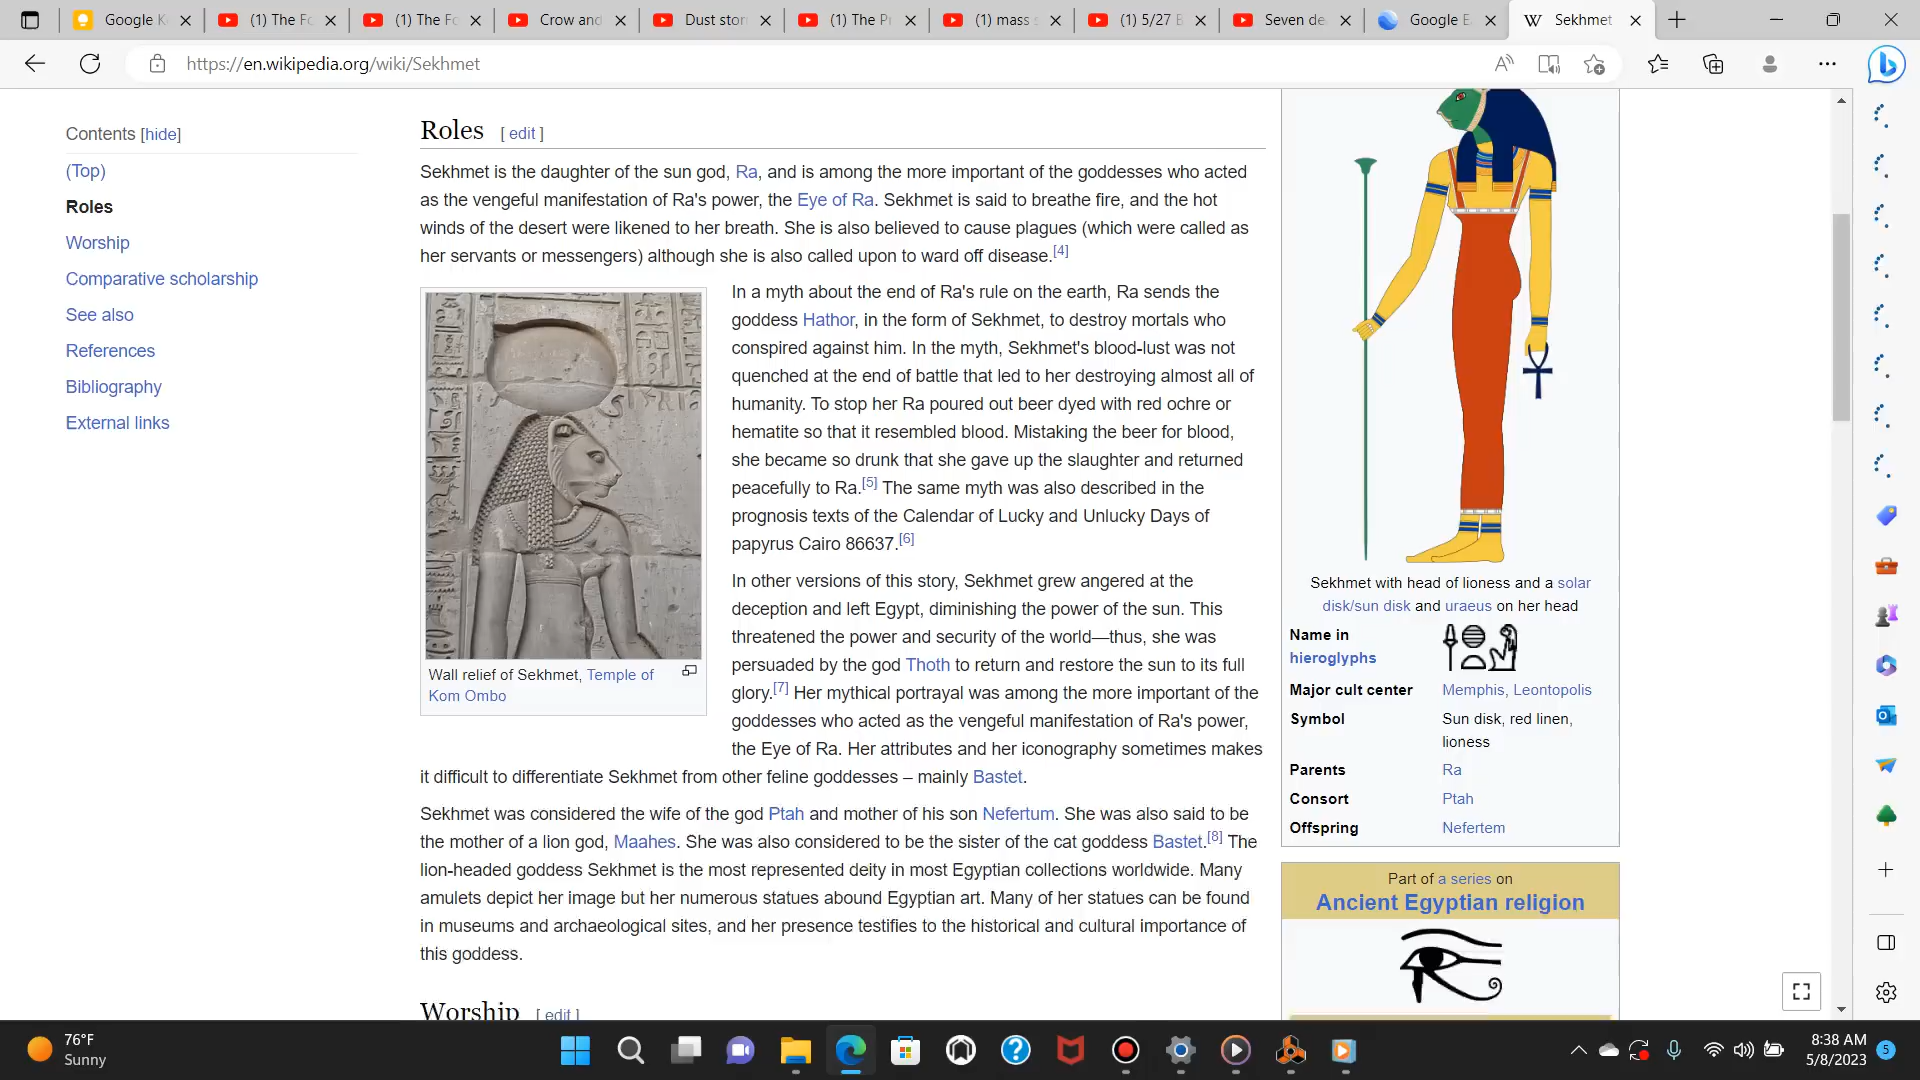 Google K
(1) The Fo
(1) The Fo
Crow and
Dust stor
(1) The P
(1) mass s
(1) 5/27 E
Seven de
Google E
Sekhmet
https://en.wikipedia.org/wiki/Sekhmet
Contents [hide]
(Top)
Roles
Worship
Comparative scholarship
See also
References
Bibliography
External links
Roles [ edit ]
Sekhmet is the daughter of the sun god, Ra, and is among the more important of the goddesses who acted
as the vengeful manifestation of Ra's power, the Eye of Ra. Sekhmet is said to breathe fire, and the hot
winds of the desert were likened to her breath. She is also believed to cause plagues (which were called as
her servants or messengers) although she is also called upon to ward off disease.[4]
Wall relief of Sekhmet, Temple of
Kom Ombo
In a myth about the end of Ra's rule on the earth, Ra sends the
goddess Hathor, in the form of Sekhmet, to destroy mortals who
conspired against him. In the myth, Sekhmet's blood-lust was not
quenched at the end of battle that led to her destroying almost all of
humanity. To stop her Ra poured out beer dyed with red ochre or
hematite so that it resembled blood. Mistaking the beer for blood,
she became so drunk that she gave up the slaughter and returned
peacefully to Ra.[5] The same myth was also described in the
prognosis texts of the Calendar of Lucky and Unlucky Days of
papyrus Cairo 86637.[6]
In other versions of this story, Sekhmet grew angered at the
deception and left Egypt, diminishing the power of the sun. This
threatened the power and security of the world—thus, she was
persuaded by the god Thoth to return and restore the sun to its full
glory.[7] Her mythical portrayal was among the more important of the
goddesses who acted as the vengeful manifestation of Ra's power,
the Eye of Ra. Her attributes and her iconography sometimes makes
it difficult to differentiate Sekhmet from other feline goddesses – mainly Bastet.
Sekhmet was considered the wife of the god Ptah and mother of his son Nefertum. She was also said to be
the mother of a lion god, Maahes. She was also considered to be the sister of the cat goddess Bastet.[8] The
lion-headed goddess Sekhmet is the most represented deity in most Egyptian collections worldwide. Many
amulets depict her image but her numerous statues abound Egyptian art. Many of her statues can be found
in museums and archaeological sites, and her presence testifies to the historical and cultural importance of
this goddess.
Worship [ edit ]
Sekhmet with head of lioness and a solar
disk/sun disk and uraeus on her head
Name in
hieroglyphs
Major cult center Memphis, Leontopolis
Symbol Sun disk, red linen,
lioness
Parents Ra
Consort Ptah
Offspring Nefertem
Part of a series on
Ancient Egyptian religion
76°F
Sunny
8:38 AM
5/8/2023
5